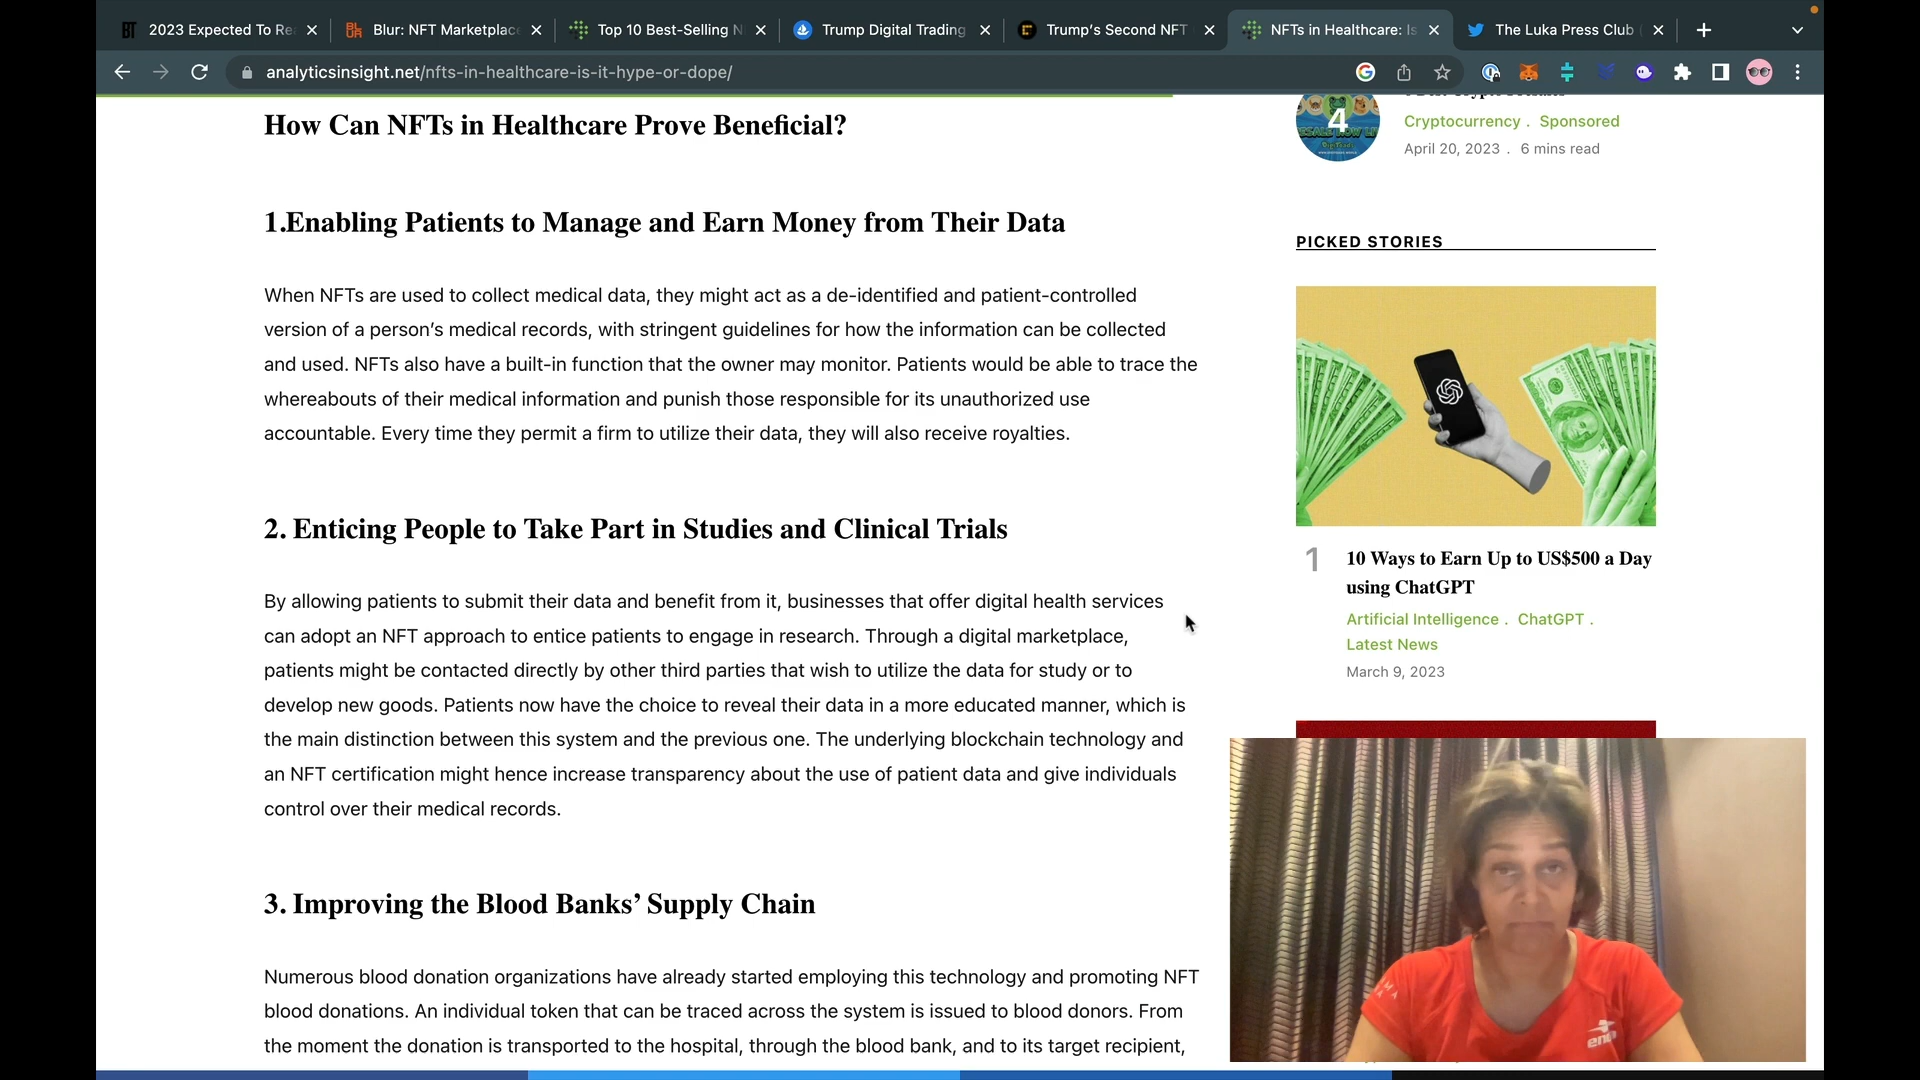 2023 Expected To Re
Blur: NFT Marketplac
Top 10 Best-Selling N
Trump Digital Trading
Trump's Second NFT
NFTs in Healthcare: Is
The Luka Press Club
analyticsinsight.net/nfts-in-healthcare-is-it-hype-or-dope/
How Can NFTs in Healthcare Prove Beneficial?
1.Enabling Patients to Manage and Earn Money from Their Data
When NFTs are used to collect medical data, they might act as a de-identified and patient-controlled
version of a person's medical records, with stringent guidelines for how the information can be collected
and used. NFTs also have a built-in function that the owner may monitor. Patients would be able to trace the
whereabouts of their medical information and punish those responsible for its unauthorized use
accountable. Every time they permit a firm to utilize their data, they will also receive royalties.
2. Enticing People to Take Part in Studies and Clinical Trials
By allowing patients to submit their data and benefit from it, businesses that offer digital health services
can adopt an NFT approach to entice patients to engage in research. Through a digital marketplace,
patients might be contacted directly by other third parties that wish to utilize the data for study or to
develop new goods. Patients now have the choice to reveal their data in a more educated manner, which is
the main distinction between this system and the previous one. The underlying blockchain technology and
an NFT certification might hence increase transparency about the use of patient data and give individuals
control over their medical records.
3. Improving the Blood Banks' Supply Chain
Numerous blood donation organizations have already started employing this technology and promoting NFT
blood donations. An individual token that can be traced across the system is issued to blood donors. From
the moment the donation is transported to the hospital, through the blood bank, and to its target recipient,
4
Cryptocurrency . Sponsored
April 20, 2023 . 6 mins read
PICKED STORIES
1
10 Ways to Earn Up to US$500 a Day
using ChatGPT
Artificial Intelligence . ChatGPT .
Latest News
March 9, 2023